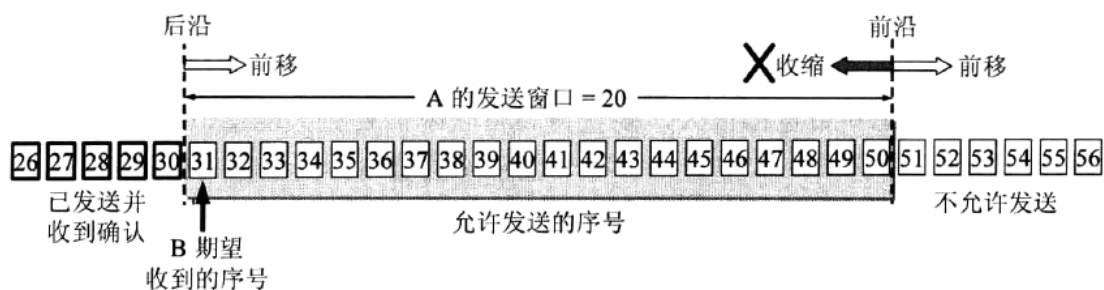 后沿
前沿
前移
收缩
前移
A 的发送窗口 = 20
26 27 28 29 30 31 32 33 34 35 36 37 38 39 40 41 42 43 44 45 46 47 48 49 50 51 52 53 54 55 56
已发送并
收到确认
允许发送的序号
不允许发送
B 期望
收到的序号